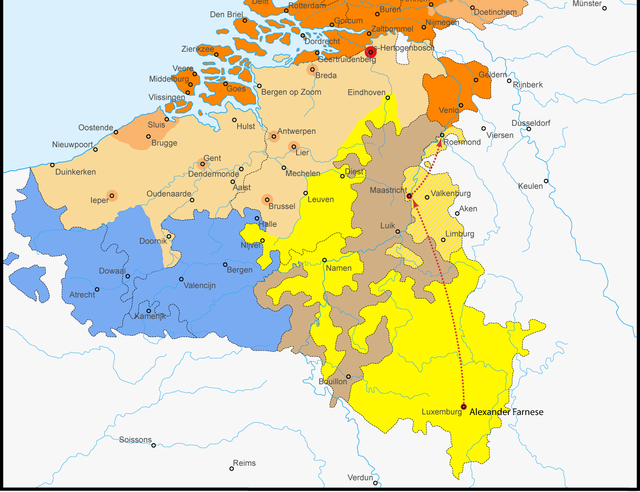 Delft
Rotterdam
Buren
Doetinchem
Münster
Den Briel
Gorcum
Zaltbommel
Nijmegen
Dordrecht
Hertogenbosch
Zierikzee
Geertruidenberg
Veere
Breda
Middelburg
Goes
Bergen op Zoom
Eindhoven
Geldern
Rijnberk
Vlissingen
Venlo
Sluis
Hulst
Oostende
Antwerpen
Viersen
Düsseldorf
Nieuwpoort
Brugge
Lier
Roermond
Duinkerken
Gent
Dendermonde
Mechelen
Diest
Aalst
Maastricht
Valkenburg
Keulen
Ieper
Oudenaarde
Brussel
Leuven
Aken
Halle
Luik
Limburg
Doornik
Nijvel
Namen
Dowaai
Bergen
Atrecht
Valencijn
Kamerijk
Bouillon
Luxemburg
Alexander Farnese
Soissons
Reims
Verdun